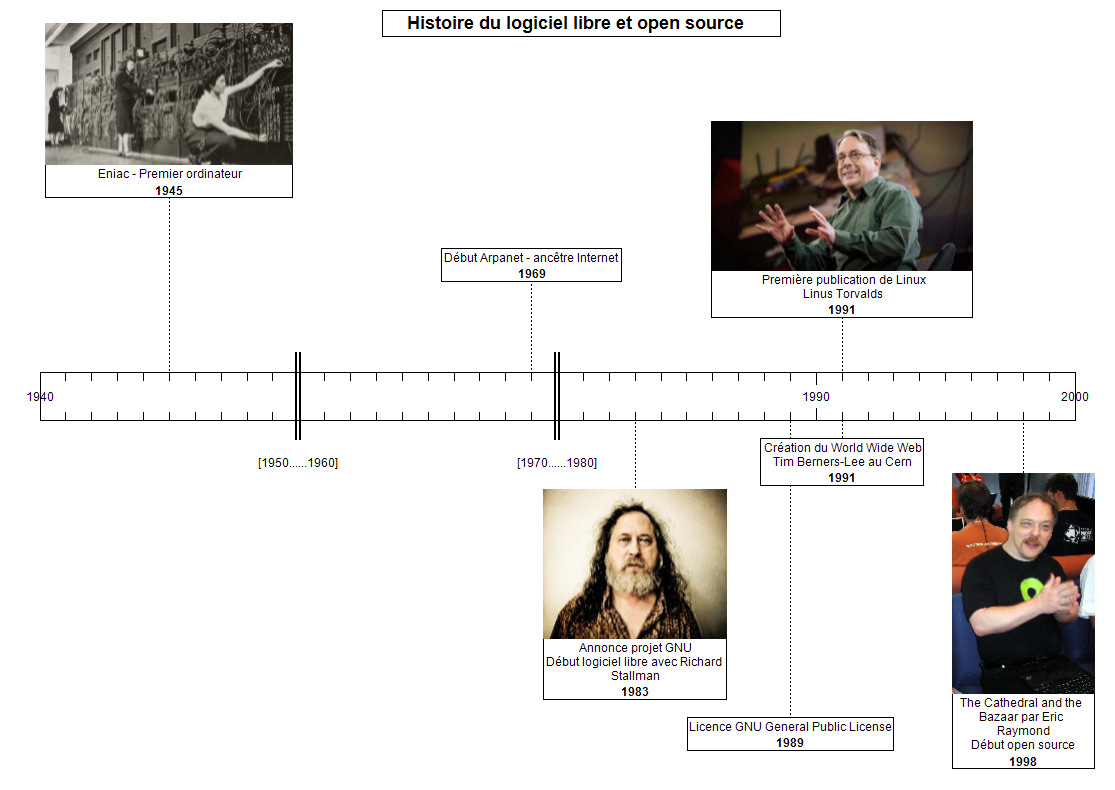 Histoire du logiciel libre et open source
Eniac - Premier ordinateur
1945
Début Arpanet - ancêtre Internet
1969
Première publication de Linux
Linus Torvalds
1991
1940
1990
2000
[1950......1960]
[1970......1980]
Création du World Wide Web
Tim Berners-Lee au Cern
1991
Annonce projet GNU
Début logiciel libre avec Richard
Stallman
1983
Licence GNU General Public License
1989
The Cathedral and the
Bazaar par Eric
Raymond
Début open source
1998